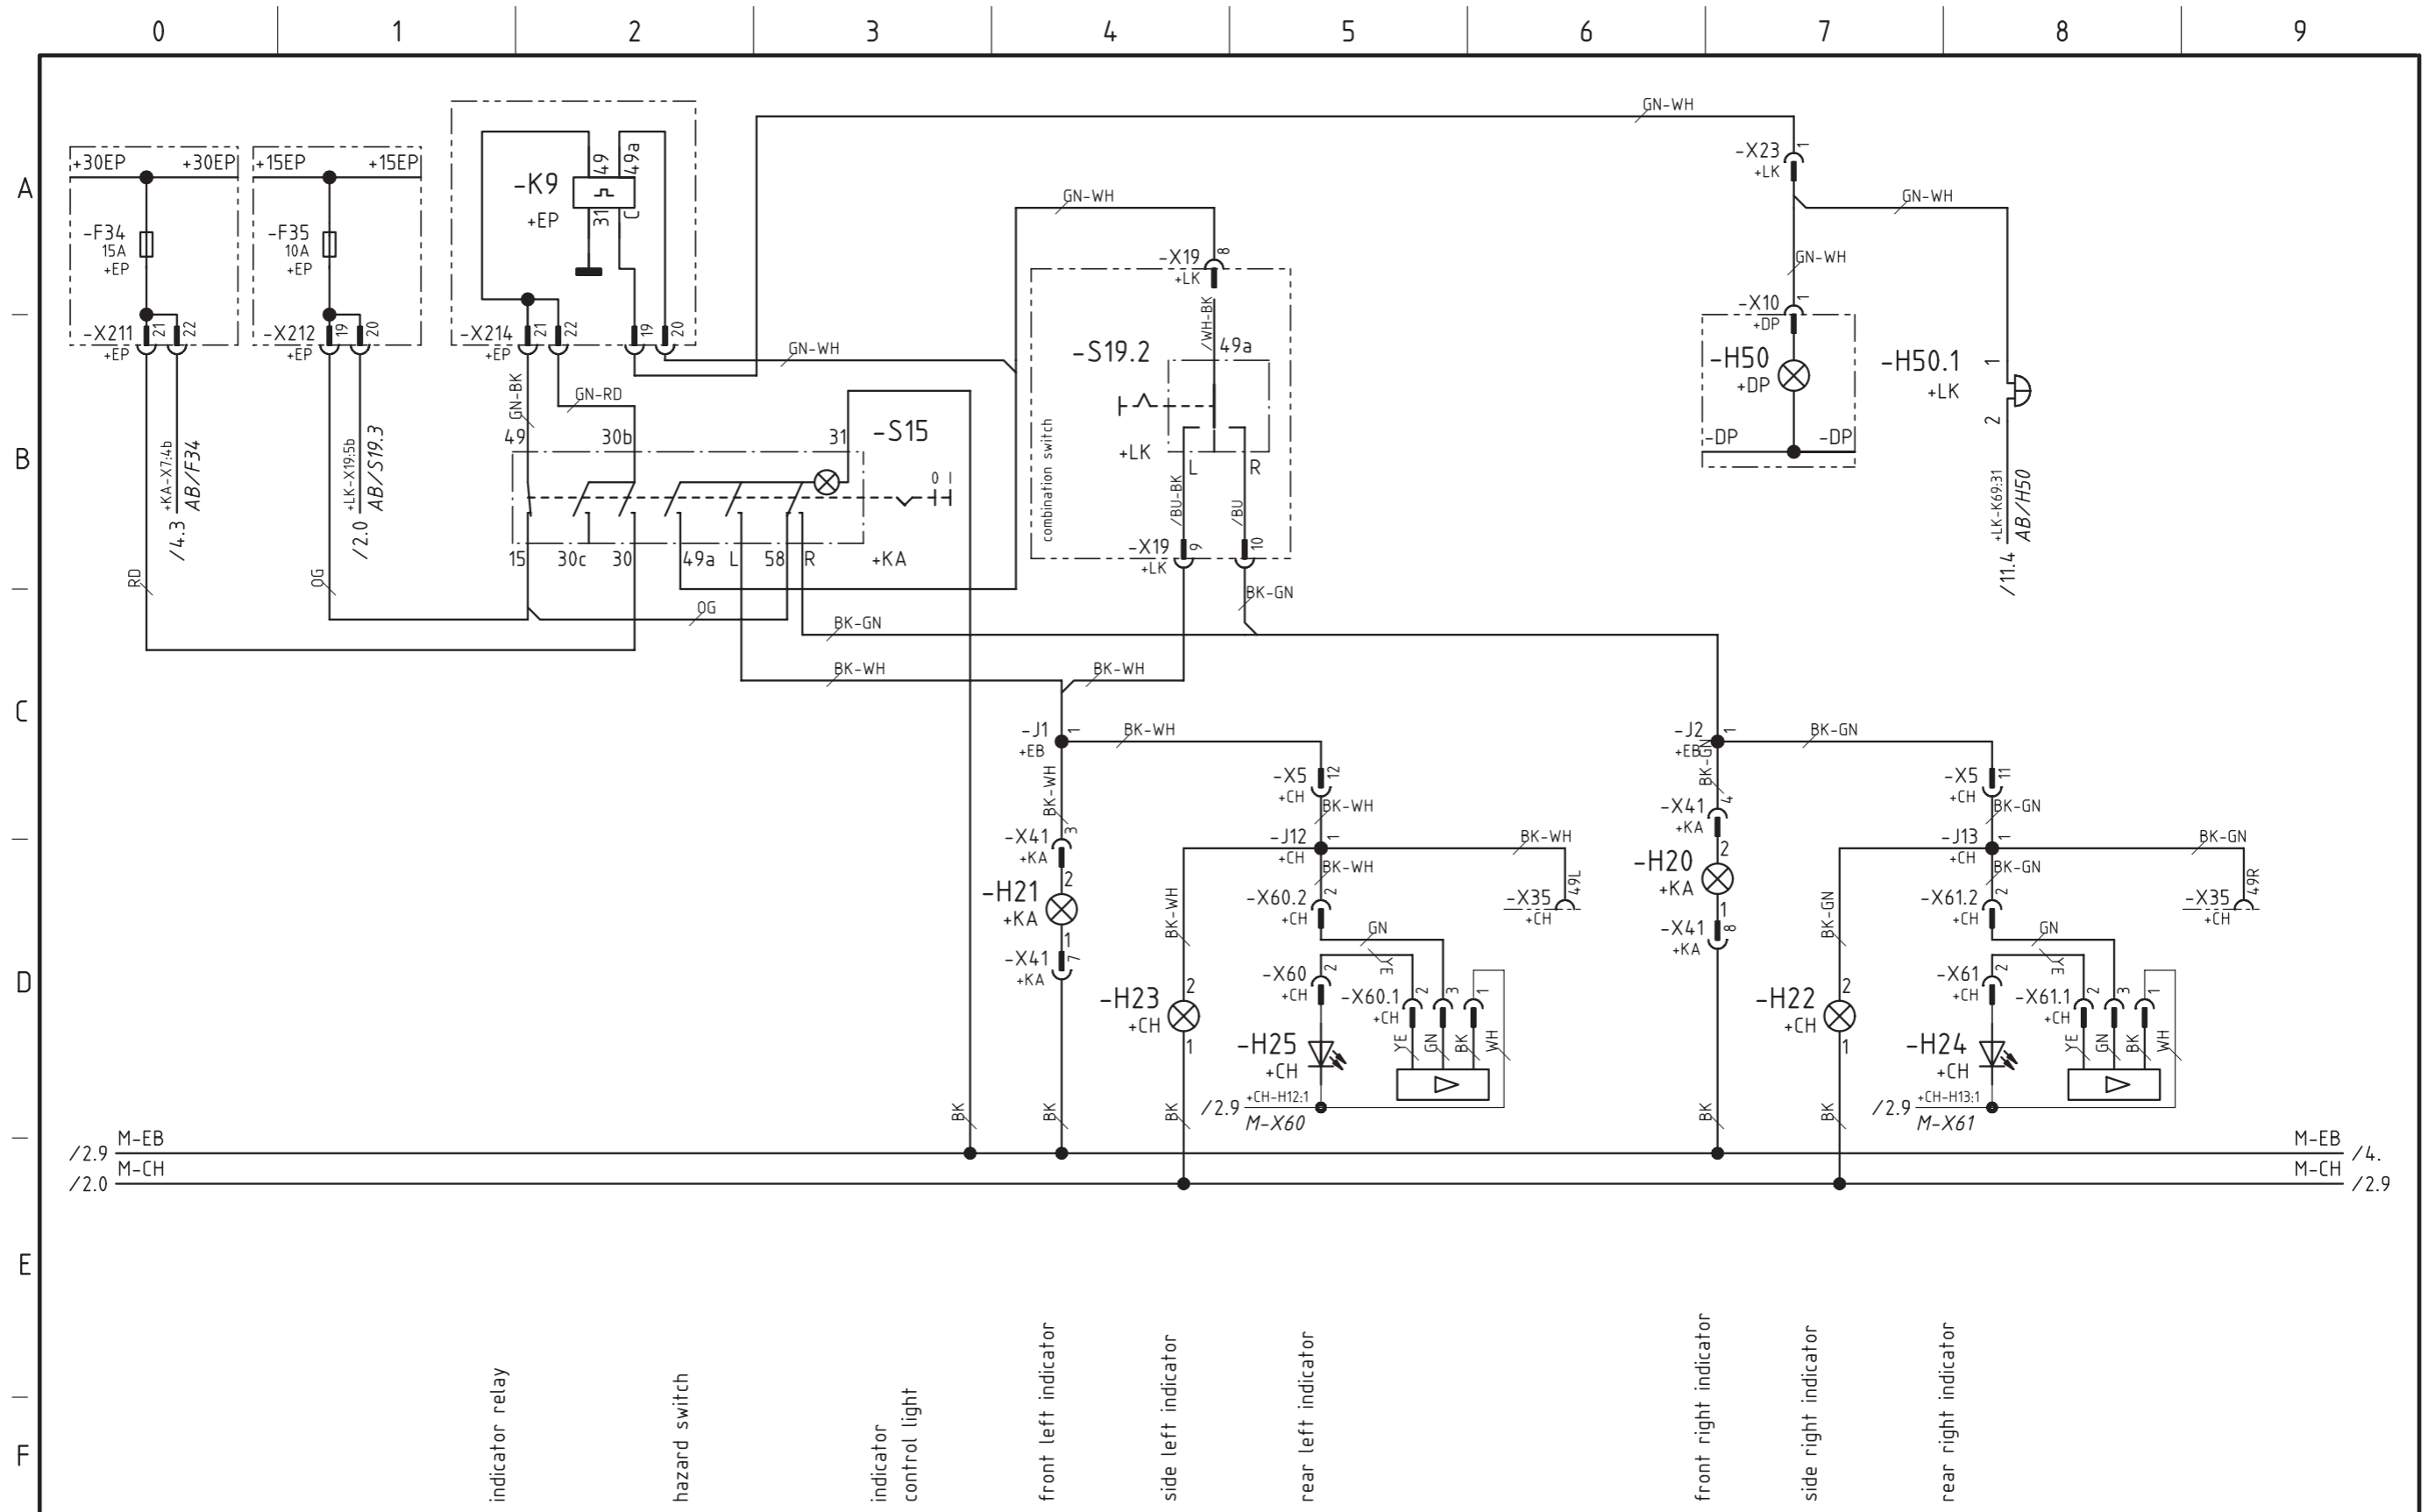 0 1 2 3 4 5 6 7 8 9
A
B
C
D
E
F
+30EP +30EP
-F34
15A
+EP
-X211
+EP
21
22
+15EP +15EP
-F35
10A
+EP
-X212
+EP
19
20
-K9
+EP
49
49a
31
C
-X214
+EP
21
22
19
20
GN-WH
GN-WH
GN-WH
GN-BK
GN-RD
RD
+KA-X7:4b
AB/F34
/4.3
OG
+LK-X19:5b
AB/S19.3
/2.0
49
30b
31
-S15
0 I
15
30c
30
49a
L
58
R
+KA
OG
BK-GN
BK-WH
BK-WH
-X19
+LK
8
/WH-BK
-S19.2
49a
+LK
L
R
combination switch
/BU-BK
/BU
-X19
+LK
9
10
BK-GN
-X23
+LK
1
GN-WH
GN-WH
-X10
+DP
1
-H50
+DP
-DP
-DP
-H50.1
+LK
1
2
+LK-K69:31
AB/H50
/11.4
-J1
+EB
1
BK-WH
BK-WH
-X41
+KA
3
-H21
+KA
2
1
-X41
+KA
7
-X5
+CH
12
BK-WH
-J12
+CH
1
BK-WH
BK-WH
-X60.2
+CH
2
BK-WH
-H23
+CH
2
1
GN
YE
-X60
+CH
2
-X60.1
+CH
2
3
1
YE
GN
BK
WH
-H25
+CH
/2.9
+CH-H12:1
M-X60
-X35
+CH
49L
-J2
+EB
1
BK-GN
BK-GN
-X41
+KA
4
-H20
+KA
2
1
-X41
+KA
8
-X5
+CH
11
BK-GN
-J13
+CH
1
BK-GN
BK-GN
-X61.2
+CH
2
BK-GN
-H22
+CH
2
1
GN
YE
-X61
+CH
2
-X61.1
+CH
2
3
1
YE
GN
BK
WH
-H24
+CH
/2.9
+CH-H13:1
M-X61
-X35
+CH
49R
BK
BK
BK
BK
BK
/2.9
M-EB
M-EB
/4.
/2.0
M-CH
M-CH
/2.9
indicator relay
hazard switch
indicator
control light
front left indicator
side left indicator
rear left indicator
front right indicator
side right indicator
rear right indicator